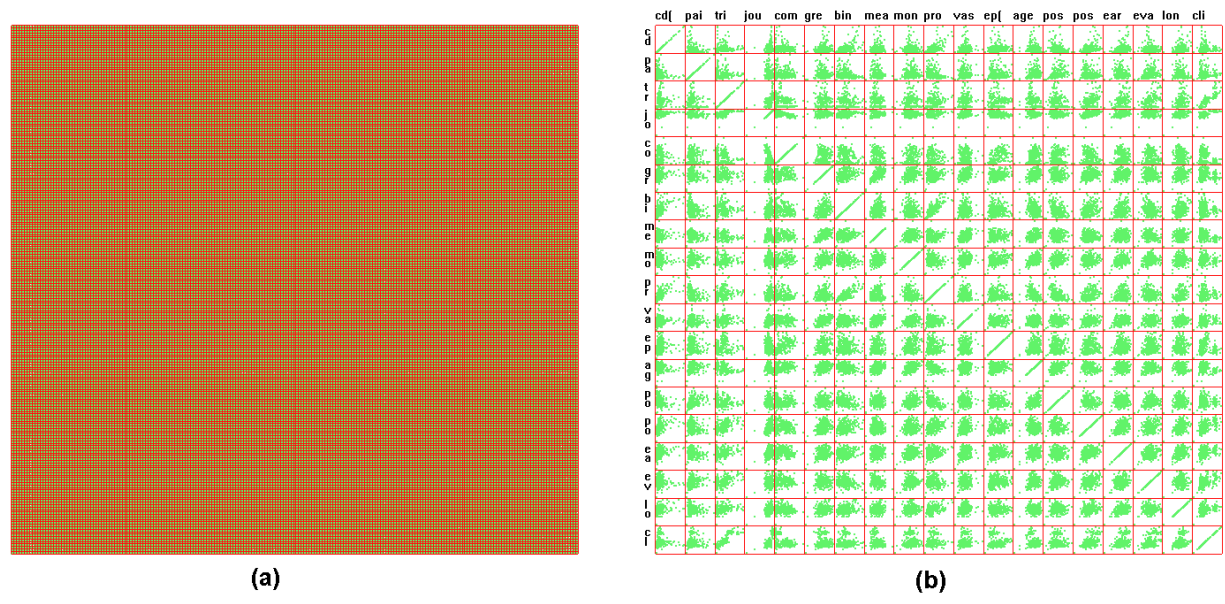 cd( pai tri jou com gre bin mea mon pro vas ep( age pos pos ear eva lon cli
c
d
p
a
t
r
j
o
c
o
g
r
b
i
m
e
m
o
p
r
v
a
e
p
a
g
p
o
p
o
e
a
e
v
l
o
c
l
(a) (b)